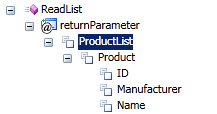 ReadList
returnParameter
ProductList
Product
ID
Manufacturer
Name